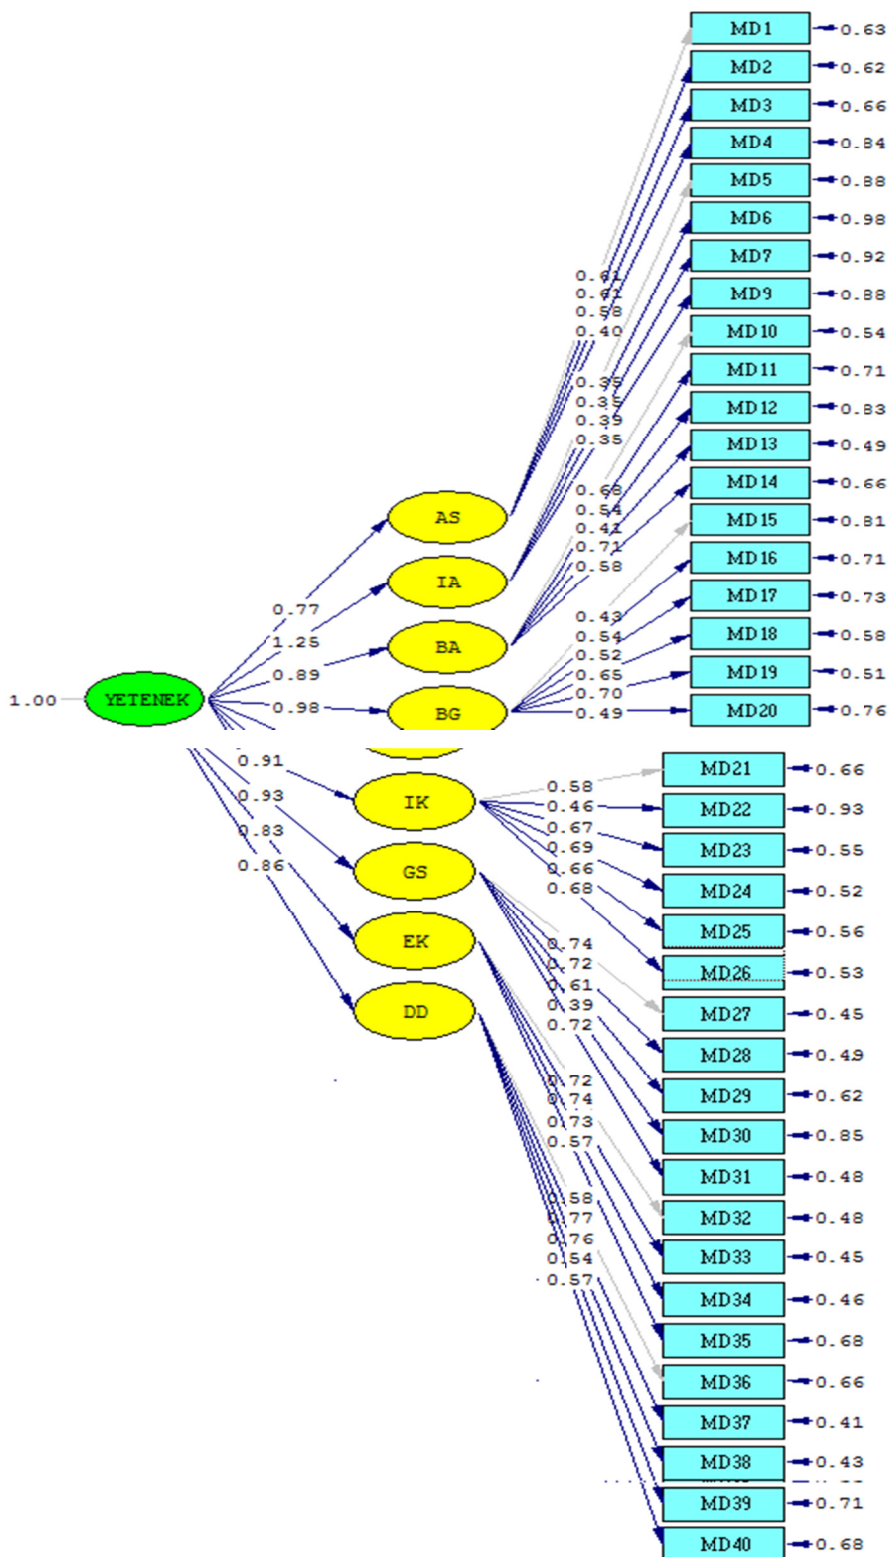 MD1 0.63
MD2 0.62
MD3 0.66
MD4 0.84
MD5 0.88
MD6 0.98
MD7 0.92
MD9 0.88
MD10 0.54
MD11 0.71
MD12 0.83
MD13 0.49
MD14 0.66
MD15 0.81
MD16 0.71
MD17 0.73
MD18 0.58
MD19 0.51
MD20 0.76
0.61
0.61
0.58
0.40
0.35
0.35
0.39
0.35
0.68
0.54
0.41
0.71
0.58
0.43
0.54
0.52
0.65
0.70
0.49
AS
IA
BA
BG
0.77
1.25
0.89
0.98
1.00 YETENEK
0.91
0.93
0.83
0.86
IK
GS
EK
DD
0.58
0.46
0.67
0.69
0.66
0.68
0.74
0.72
0.61
0.39
0.72
0.72
0.74
0.73
0.57
0.58
0.77
0.76
0.54
0.57
MD21 0.66
MD22 0.93
MD23 0.55
MD24 0.52
MD25 0.56
MD26 0.53
MD27 0.45
MD28 0.49
MD29 0.62
MD30 0.85
MD31 0.48
MD32 0.48
MD33 0.45
MD34 0.46
MD35 0.68
MD36 0.66
MD37 0.41
MD38 0.43
MD39 0.71
MD40 0.68